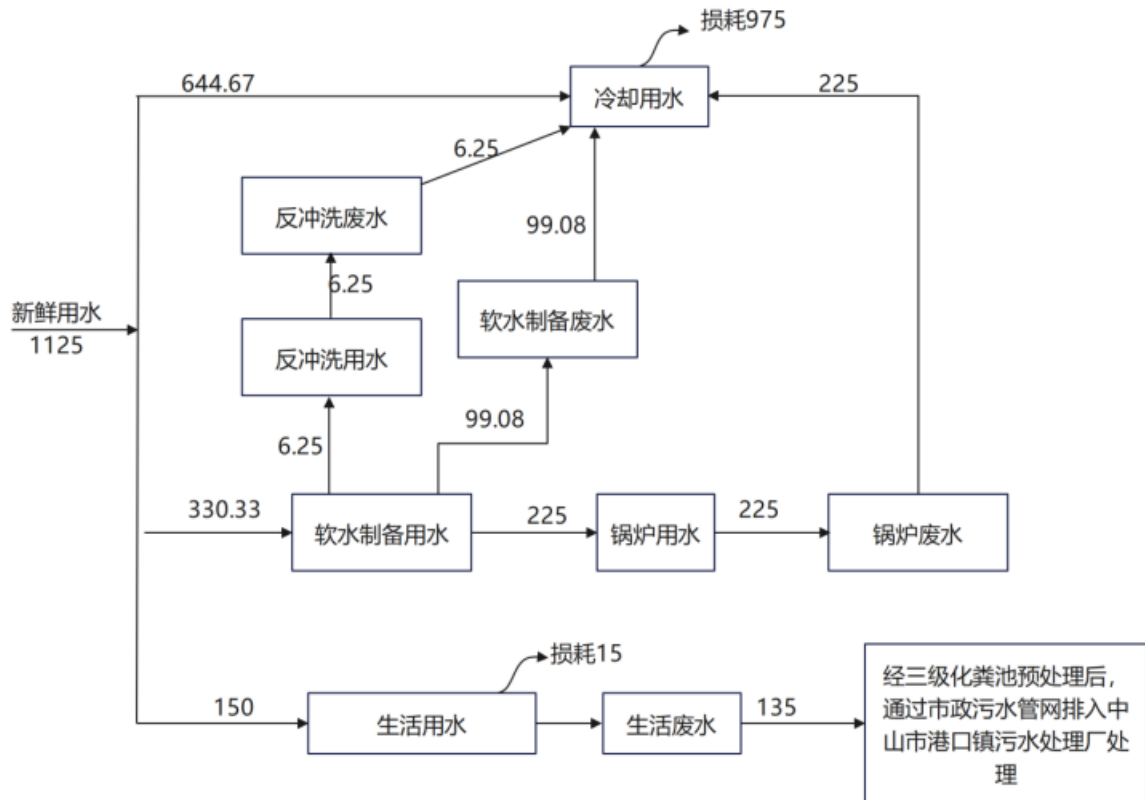 损耗975
644.67
冷却用水
225
6.25
反冲洗废水
99.08
6.25
新鲜用水
1125
软水制备废水
反冲洗用水
99.08
6.25
330.33
软水制备用水
225
锅炉用水
225
锅炉废水
损耗15
150
生活用水
生活废水
135
经三级化粪池预处理后，
通过市政污水管网排入中
山市港口镇污水处理厂处
理